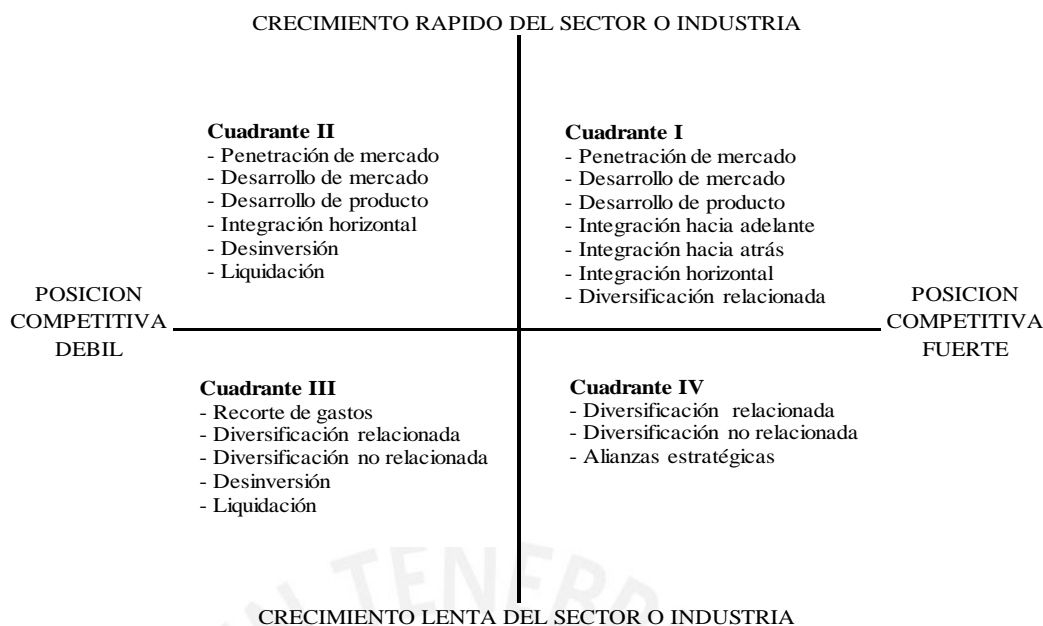 CRECIMIENTO RAPIDO DEL SECTOR O INDUSTRIA
Cuadrante II
- Penetración de mercado
- Desarrollo de mercado
- Desarrollo de producto
- Integración horizontal
- Desinversión
- Liquidación
Cuadrante I
- Penetración de mercado
- Desarrollo de mercado
- Desarrollo de producto
- Integración hacia adelante
- Integración hacia atrás
- Integración horizontal
- Diversificación relacionada
POSICION
COMPETITIVA
DEBIL
POSICION
COMPETITIVA
FUERTE
Cuadrante III
- Recorte de gastos
- Diversificación relacionada
- Diversificación no relacionada
- Desinversión
- Liquidación
Cuadrante IV
- Diversificación relacionada
- Diversificación no relacionada
- Alianzas estratégicas
CRECIMIENTO LENTA DEL SECTOR O INDUSTRIA